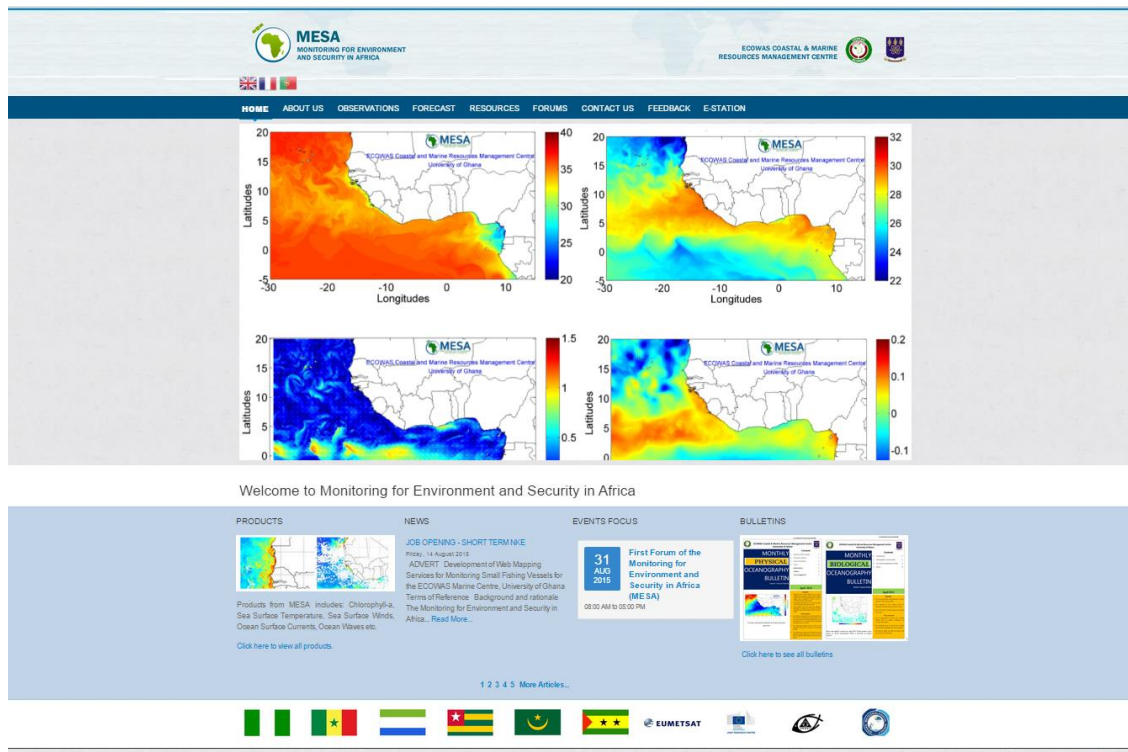 MESA
MONITORING FOR ENVIRONMENT
AND SECURITY IN AFRICA
ECOWAS COASTAL & MARINE
RESOURCES MANAGEMENT CENTRE
HOME ABOUT US OBSERVATIONS FORECAST RESOURCES FORUMS CONTACT US FEEDBACK E-STATION
MESA
ECOWAS Coastal and Marine Resources Management Centre
University of Ghana
Latitudes
20
15
10
5
0
-5
-30 -20 -10 0 10
Longitudes
40
35
30
25
20
MESA
ECOWAS Coastal and Marine Resources Management Centre
University of Ghana
Latitudes
20
15
10
5
0
-5
-30 -20 -10 0 10
Longitudes
32
30
28
26
24
22
MESA
ECOWAS Coastal and Marine Resources Management Centre
University of Ghana
Latitudes
20
15
10
5
0
1.5
1
0.5
MESA
ECOWAS Coastal and Marine Resources Management Centre
University of Ghana
Latitudes
20
15
10
5
0
0.2
0.1
0
-0.1
Welcome to Monitoring for Environment and Security in Africa
PRODUCTS
Products from MESA includes: Chlorophyll-a,
Sea Surface Temperature, Sea Surface Winds,
Ocean Surface Currents, Ocean Waves etc.
Click here to view all products.
NEWS
JOB OPENING - SHORT TERM NKE
Friday, 14 August 2015
ADVERT Development of Web Mapping
Services for Monitoring Small Fishing Vessels for
the ECOWAS Marine Centre, University of Ghana
Terms of Reference Background and rationale
The Monitoring for Environment and Security in
Africa... Read More...
EVENTS FOCUS
31
AUG
2015
First Forum of the
Monitoring for
Environment and
Security in Africa
(MESA)
08:00 AM to 05:00 PM
BULLETINS
MONTHLY
PHYSICAL
OCEANOGRAPHY
BULLETIN
MONTHLY
BIOLOGICAL
OCEANOGRAPHY
BULLETIN
Click here to see all bulletins
1 2 3 4 5 More Articles...
EUMETSAT